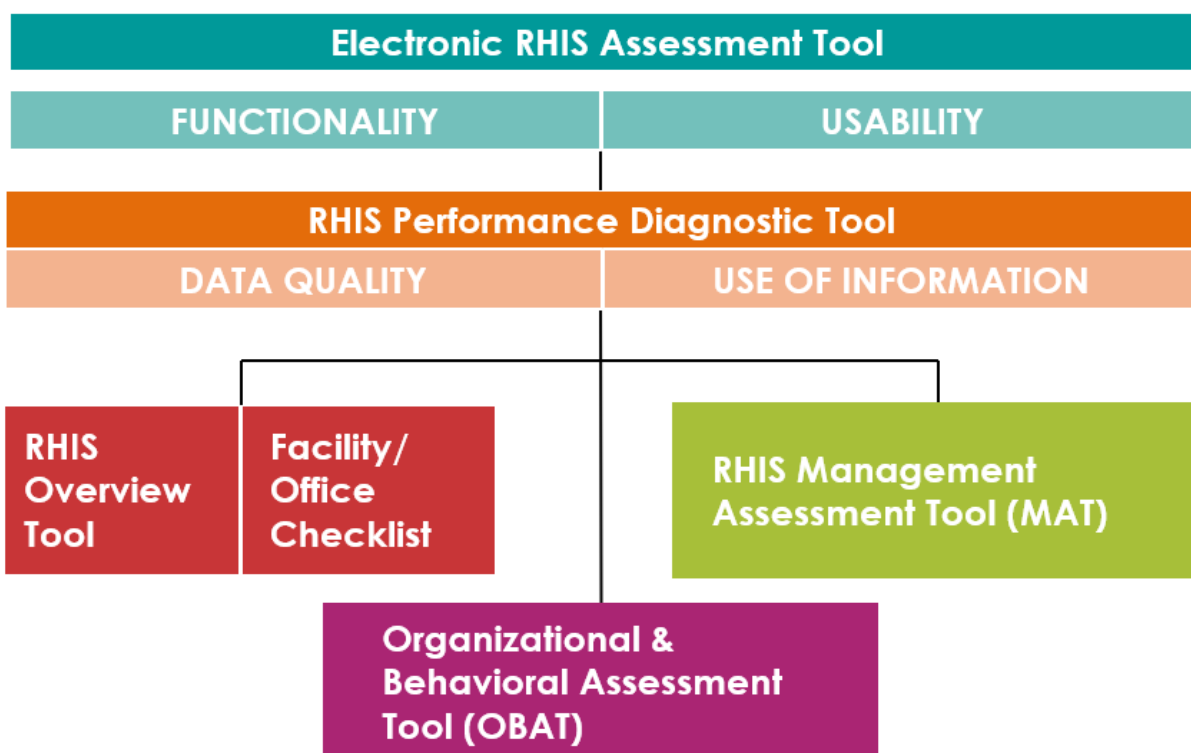 Electronic RHIS Assessment Tool
FUNCTIONALITY
USABILITY
RHIS Performance Diagnostic Tool
DATA QUALITY
USE OF INFORMATION
RHIS
Overview
Tool
Facility/
Office
Checklist
RHIS Management
Assessment Tool (MAT)
Organizational &
Behavioral Assessment
Tool (OBAT)